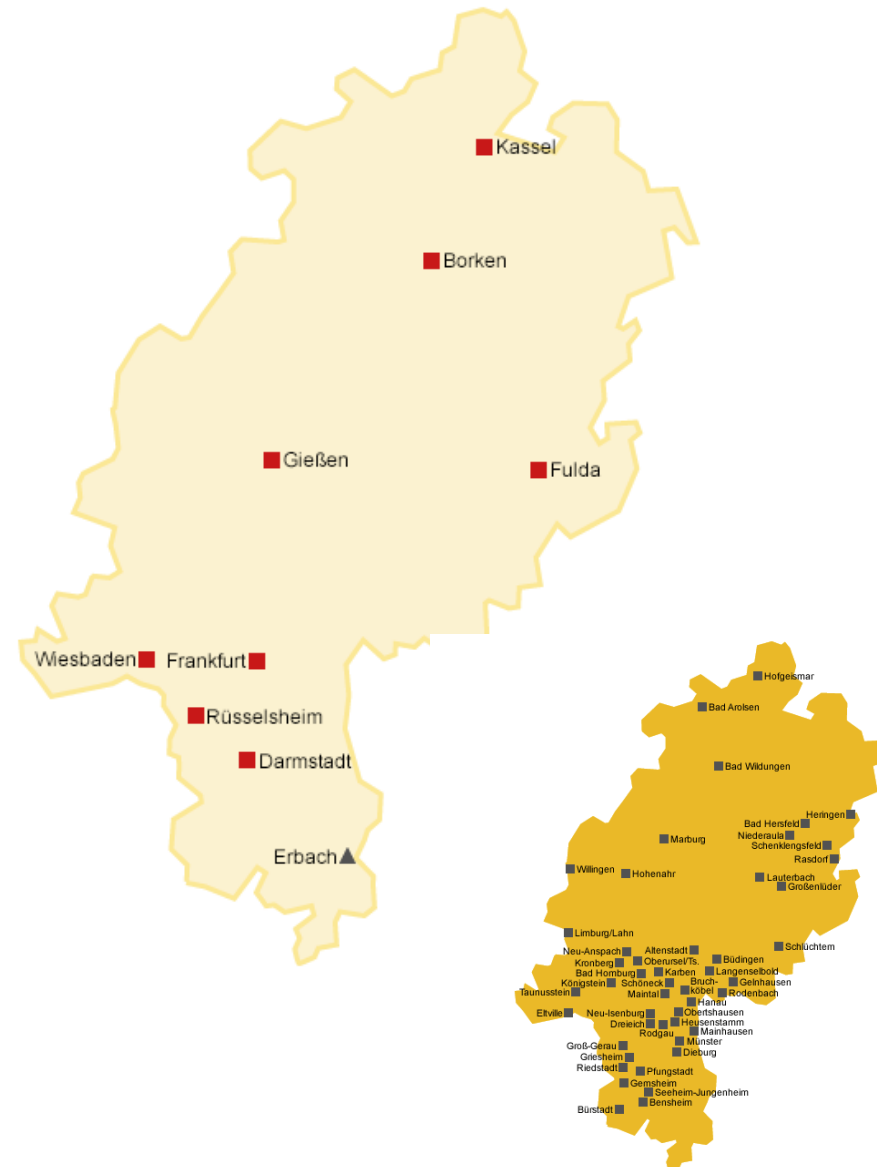 Kassel
Borken
Gießen
Fulda
Wiesbaden
Frankfurt
Rüsselsheim
Darmstadt
Erbach
Hofgeismar
Bad Arolsen
Bad Wildungen
Heringen
Bad Hersfeld
Niederaula
Marburg
Schenklengsfeld
Rasdorf
Willingen
Hohenahr
Lauterbach
Großenlüder
Limburg/Lahn
Schlüchtern
Neu-Anspach
Altenstadt
Kronberg
Oberursel/Ts.
Büdingen
Bad Homburg
Karben
Langenselbold
Königstein
Schöneck
Bruch-
köbel
Gelnhausen
Taunusstein
Maintal
Rodenbach
Hanau
Eltville
Neu-Isenburg
Obertshausen
Dreieich
Heusenstamm
Rodgau
Mainhausen
Münster
Groß-Gerau
Dieburg
Griesheim
Riedstadt
Pfungstadt
Gernsheim
Seeheim-Jungenheim
Bensheim
Bürstadt